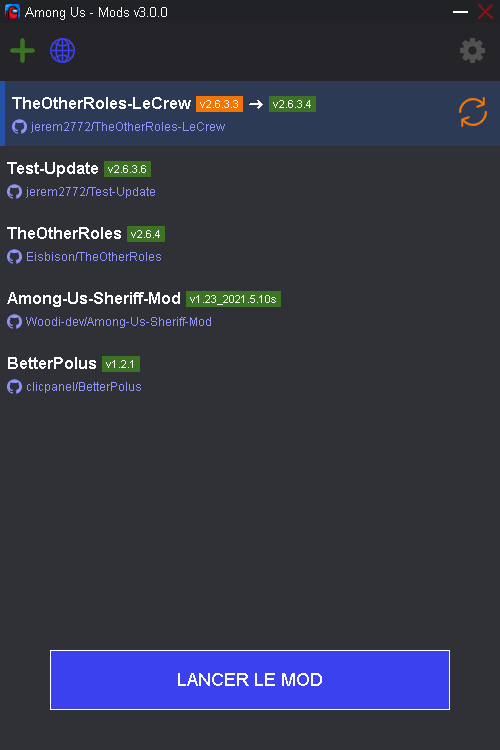 Among Us - Mods v3.0.0
TheOtherRoles-LeCrew v2.6.3.3 → v2.6.3.4
jerem2772/TheOtherRoles-LeCrew
Test-Update v2.6.3.6
jerem2772/Test-Update
TheOtherRoles v2.6.4
Eisbison/TheOtherRoles
Among-Us-Sheriff-Mod v1.23_2021.5.10s
Woodi-dev/Among-Us-Sheriff-Mod
BetterPolus v1.2.1
clicpanel/BetterPolus
LANCER LE MOD